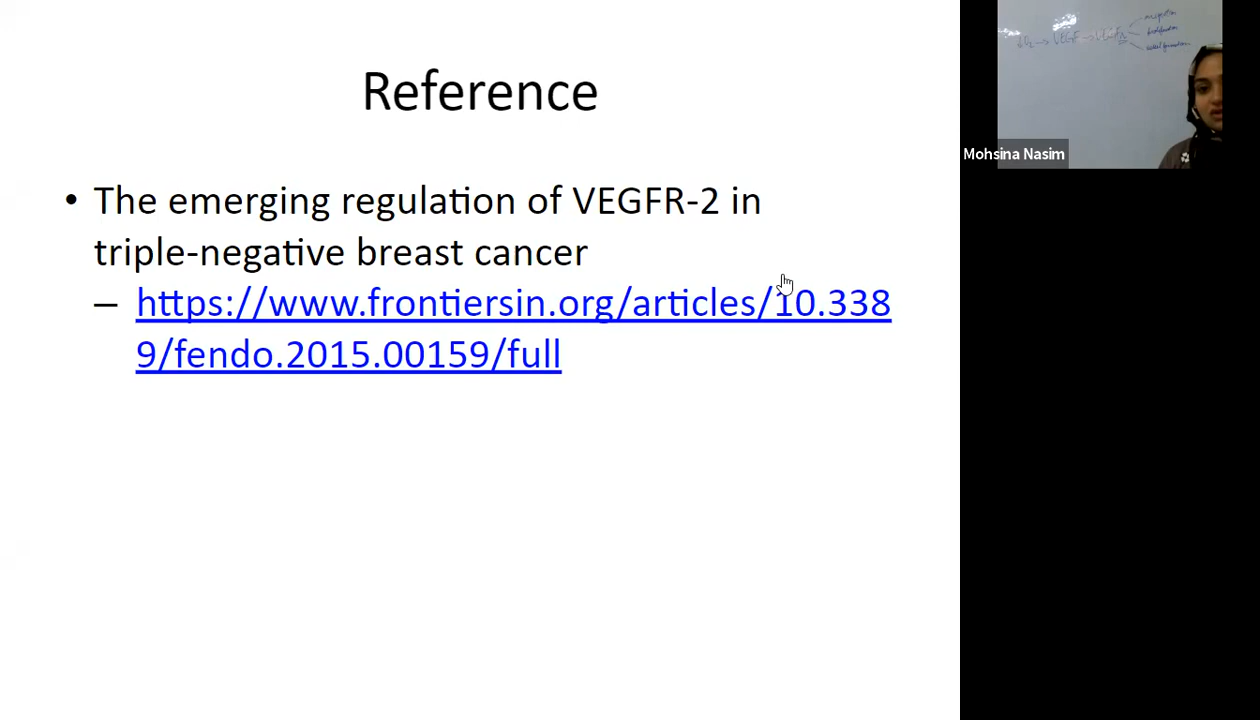 Reference
• The emerging regulation of VEGFR-2 in
triple-negative breast cancer
– https://www.frontiersin.org/articles/10.338
9/fendo.2015.00159/full
Mohsina Nasim
VEGF